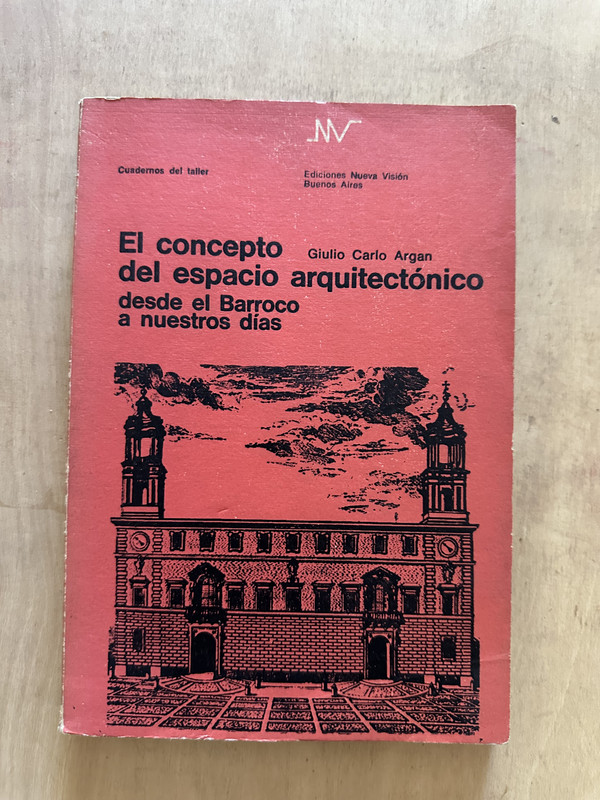 NV
Cuadernos del taller
Ediciones Nueva Visión
Buenos Aires
El concepto
Giulio Carlo Argan
del espacio arquitectónico
desde el Barroco
a nuestros días